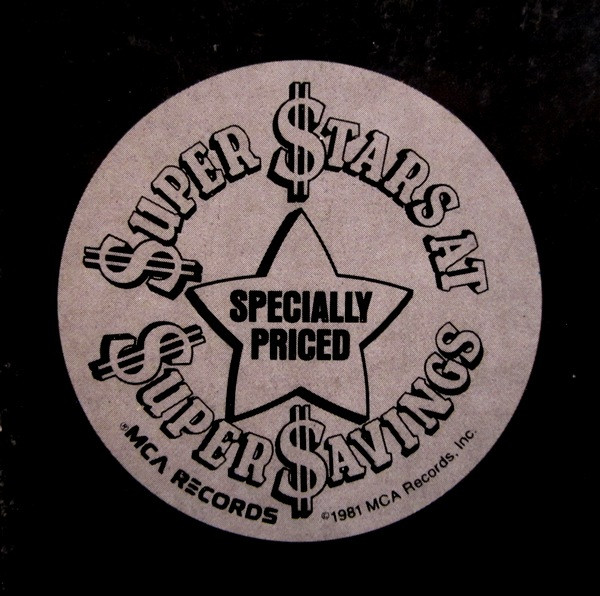 $UPER $TARS AT
SPECIALLY
PRICED
$UPER $AVINGS
®MCA RECORDS
©1981 MCA Records, Inc.